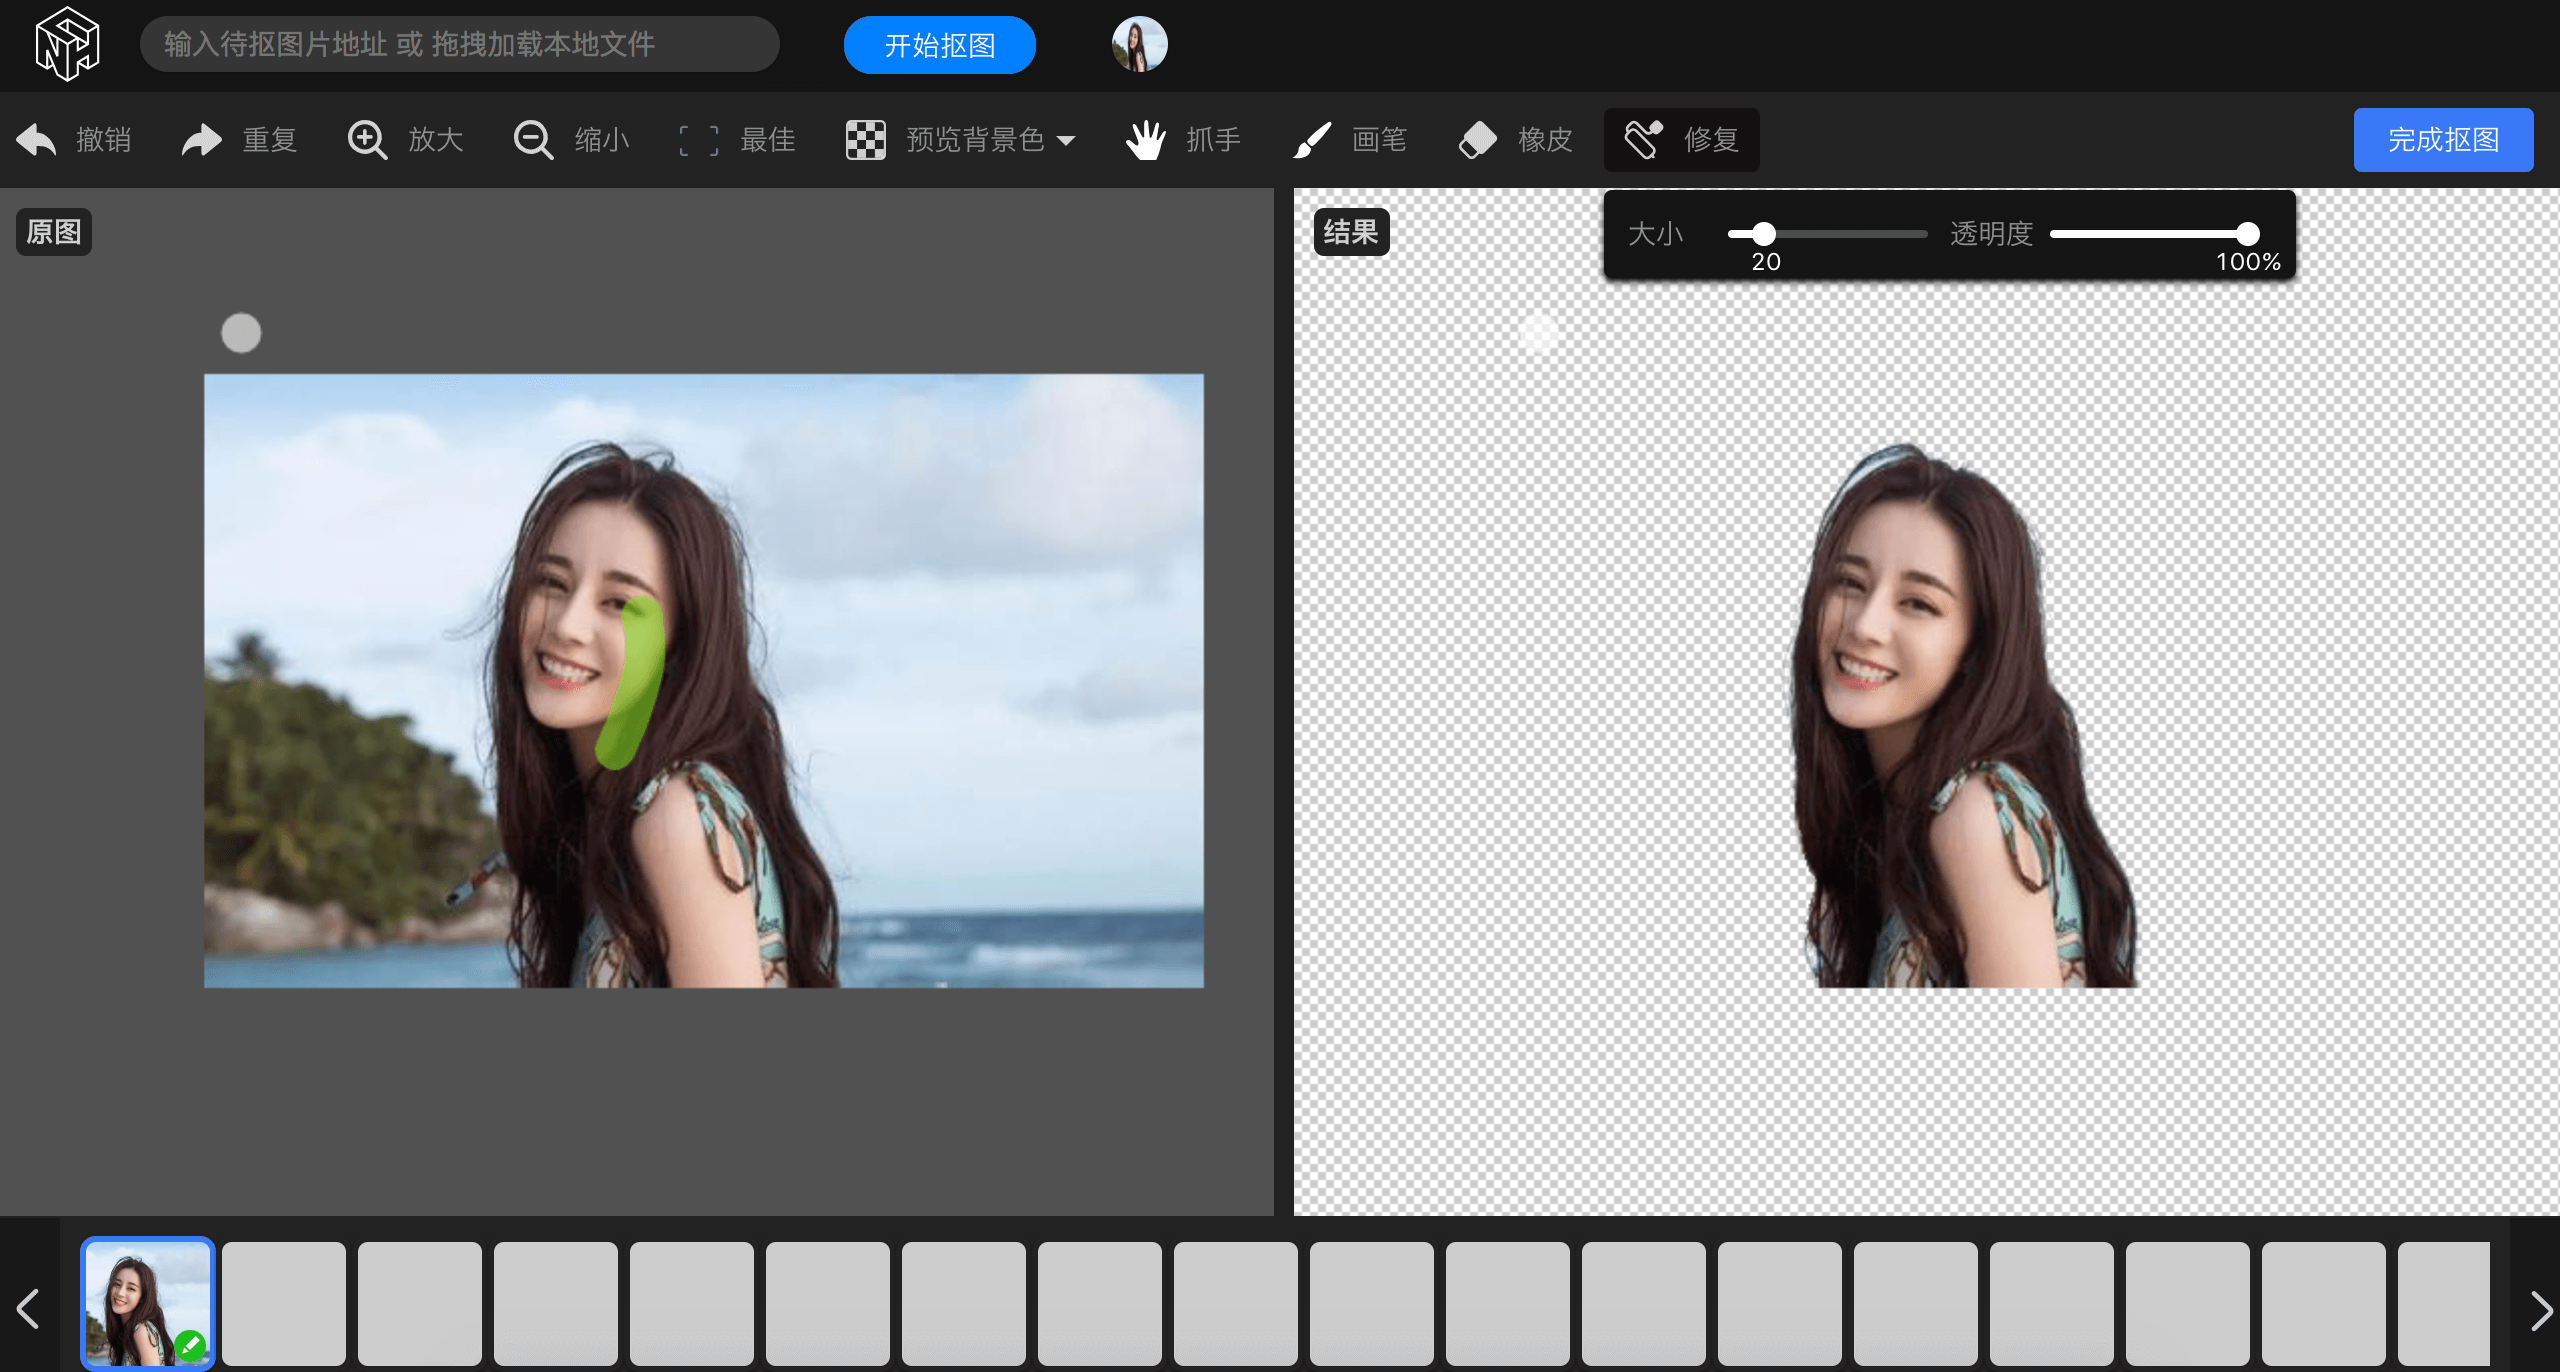 输入待抠图片地址 或 拖拽加载本地文件
开始抠图
撤销 重复 放大 缩小 最佳 预览背景色 抓手 画笔 橡皮 修复 完成抠图
原图
结果
大小 透明度
20 100%